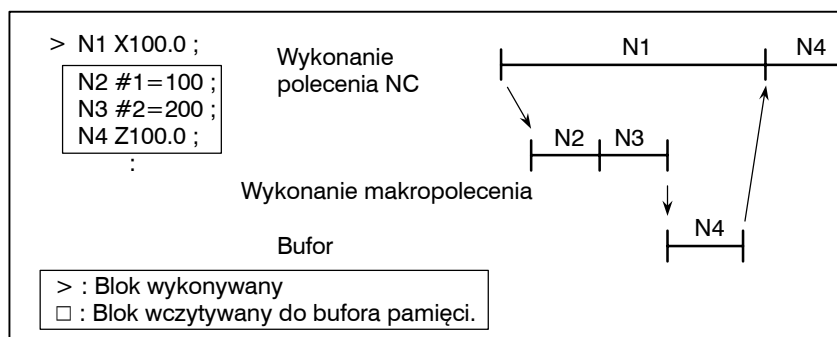 > N1 X100.0 ;
N2 #1=100 ;
N3 #2=200 ;
N4 Z100.0 ;
:
Wykonanie
polecenia NC
N1 N4
N2 N3
Wykonanie makropolecenia
N4
Bufor
> : Blok wykonywany
□ : Blok wczytywany do bufora pamięci.